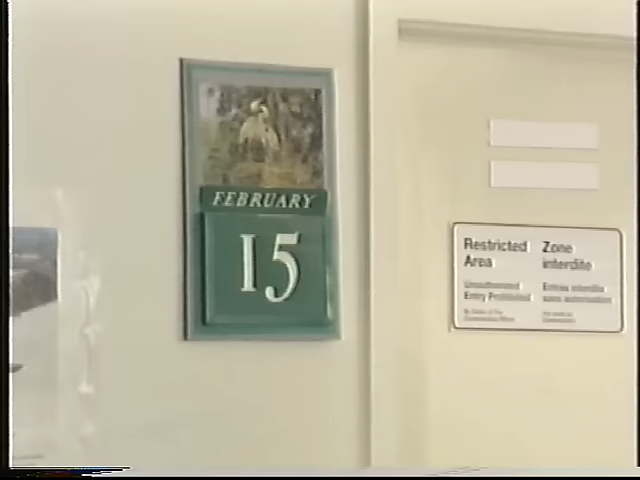 FEBRUARY
15
Restricted
Area
Unauthorized
Entry Prohibited
Zone
interdite
Entrée interdite
sans autorisation